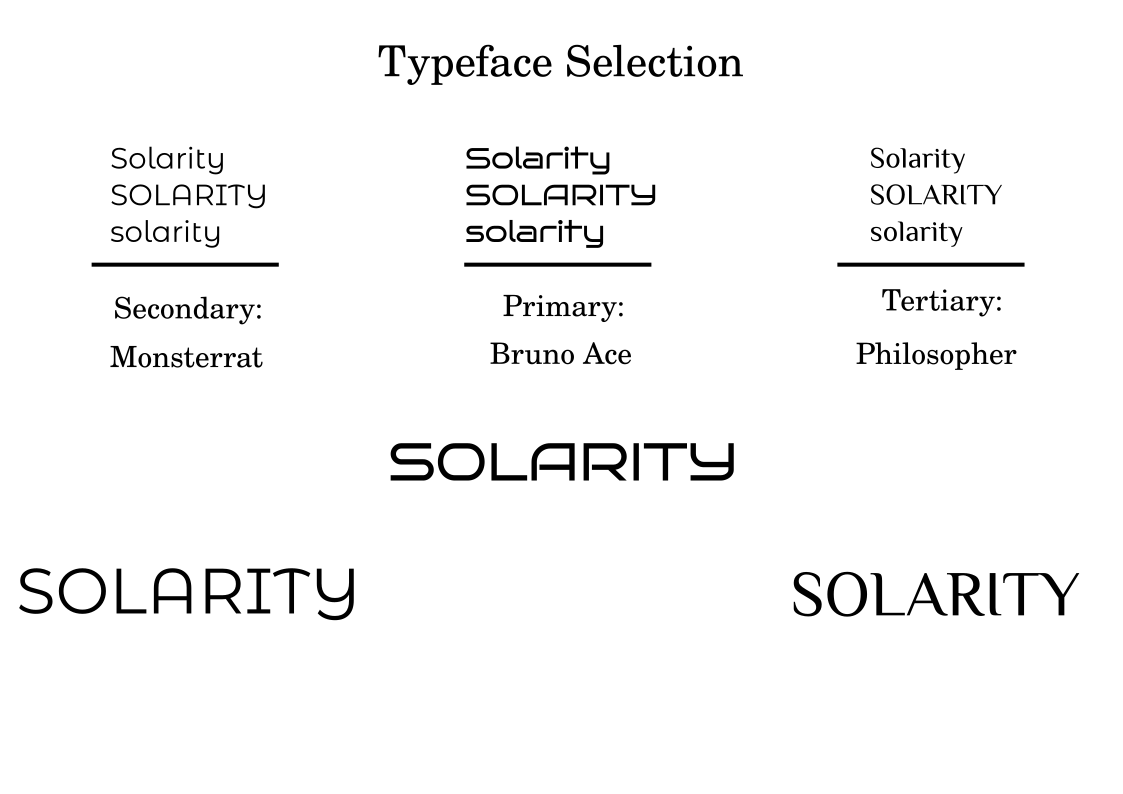 Typeface Selection
Solarity
SOLARITY
solarity
Secondary:
Monsterrat
Solarity
SOLARITY
solarity
Primary:
Bruno Ace
Solarity
SOLARITY
solarity
Tertiary:
Philosopher
SOLARITY
SOLARITY
SOLARITY